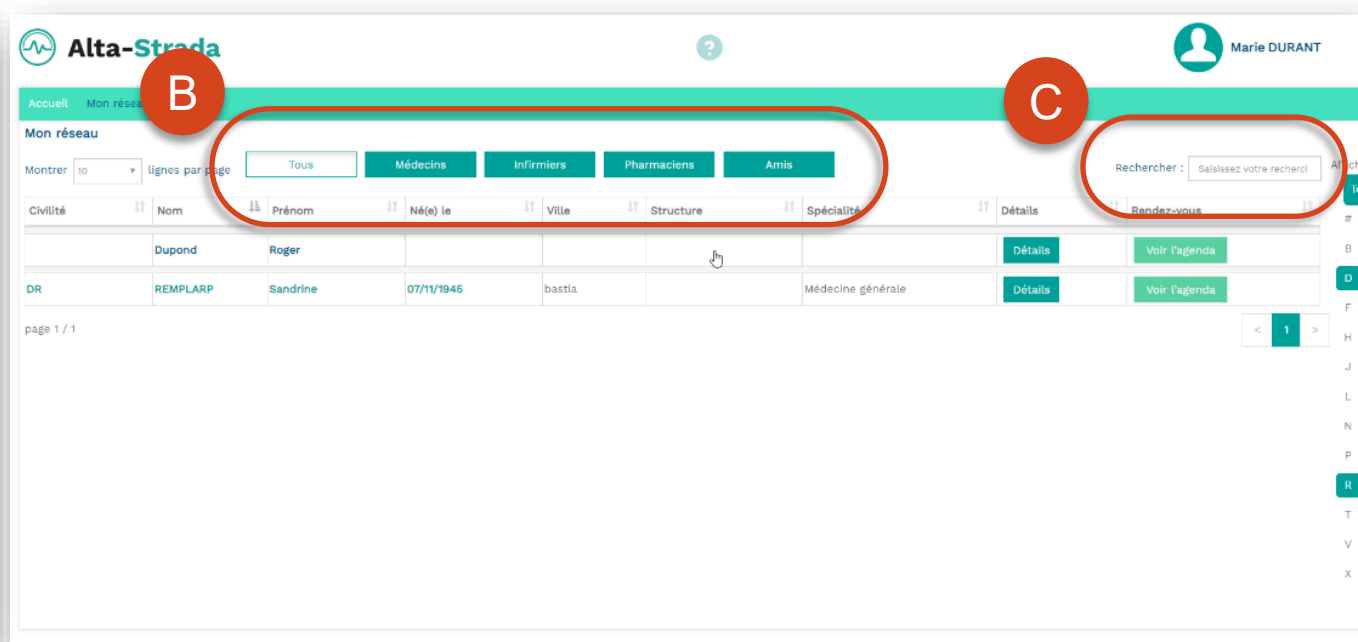 Alta-Strada
?
Marie DURANT
B
C
Accueil Mon
Mon réseau
Montrer 10 lignes par page
Tous Médecins Infirmiers Pharmaciens Amis
Rechercher : Saisissez votre recherci
Civilité Nom Prénom Né(e) le Ville Structure Spécialité Détails Rendez-vous
#
Dupond Roger Détails Voir l'agenda
B
DR REMPLARP Sandrine 07/11/1945 bastia Médecine générale Détails Voir l'agenda
D
F
page 1 / 1
< 1 >
H
J
L
N
P
R
T
V
X